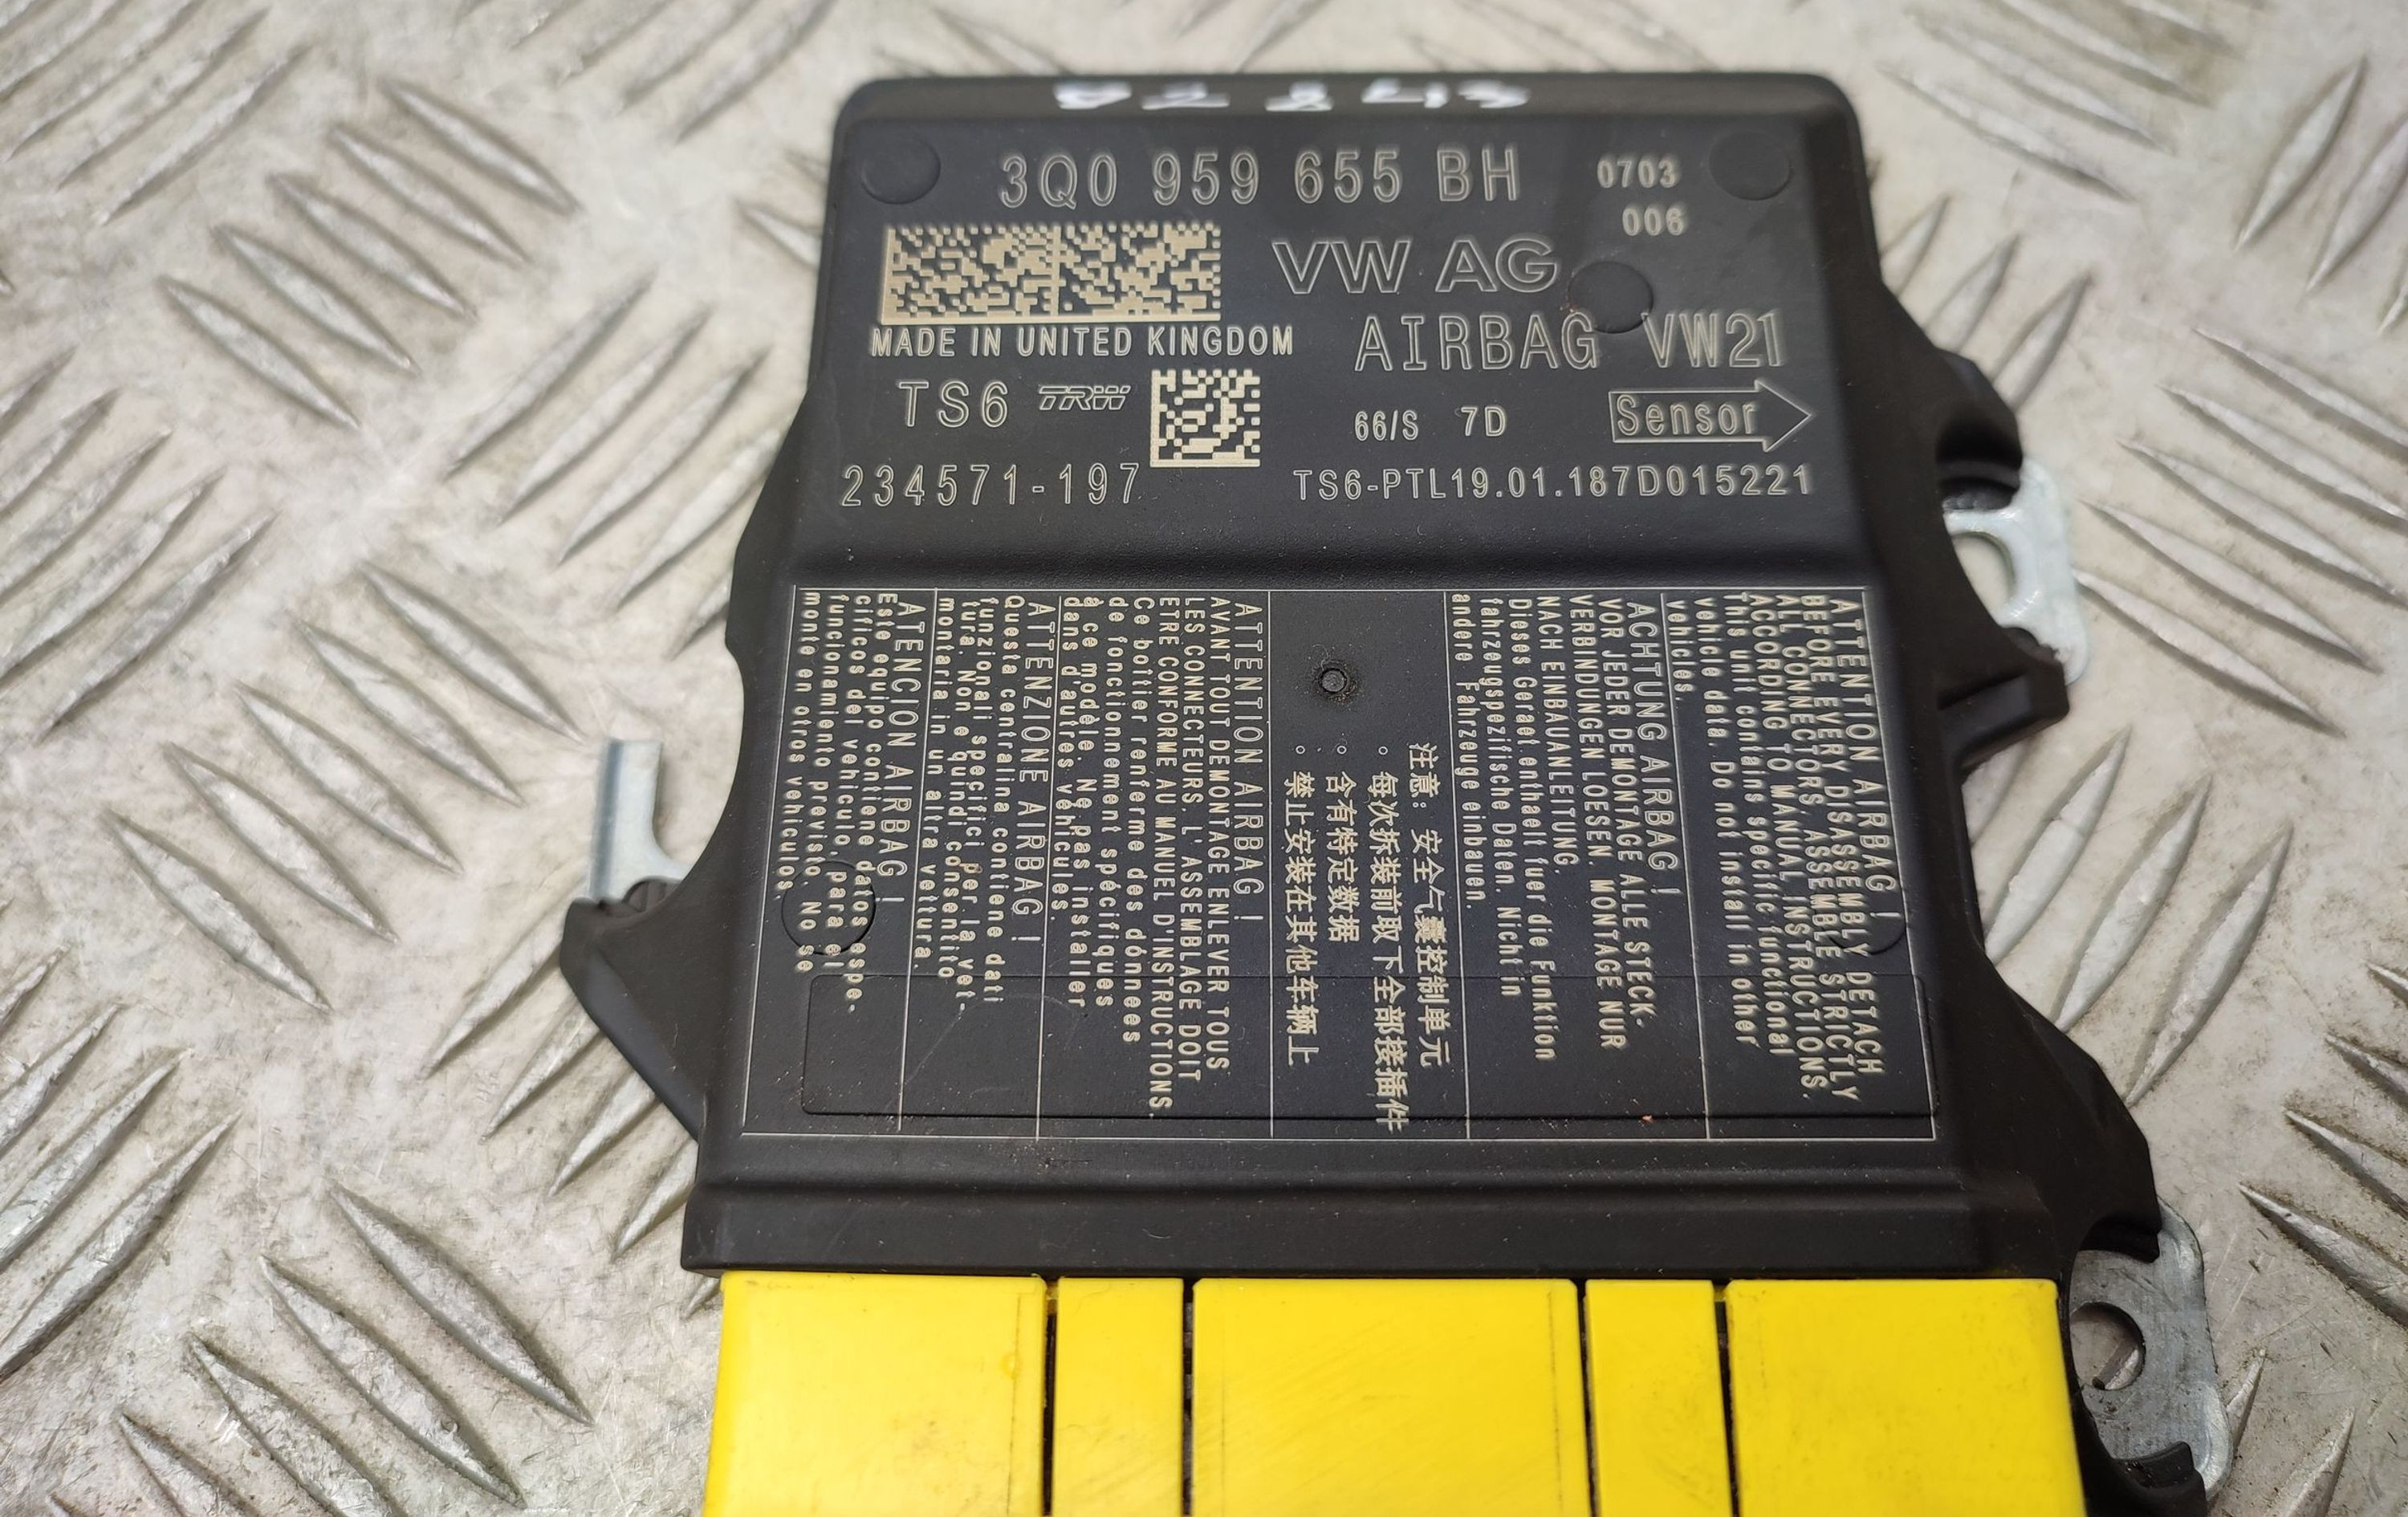 3Q0 959 655 BH
0703
006
VW AG
MADE IN UNITED KINGDOM
AIRBAG VW21
TS6 TRW
66/S 7D
Sensor
234571-197
TS6-PTL19.01.187D015221
ATTENTION AIRBAG !
BEFORE EVERY DISASSEMBLY DETACH
ALL CONNECTORS. ASSEMBLE STRICTLY
ACCORDING TO MANUAL INSTRUCTIONS.
This unit contains specific functional
vehicle data. Do not install in other
vehicles.
ACHTUNG AIRBAG !
VOR JEDER DEMONTAGE ALLE STECK-
VERBINDUNGEN LOESEN. MONTAGE NUR
NACH EINBAUANLEITUNG.
Deses Geraet enthaelt fuer die Funktion
fahrzeugspezifische Daten. Nicht in
andere Fahrzeuge einbauen.
注意: 安全气囊控制单元
。每次拆装前取下全部接插件
。含有特定数据
。禁止安装在其他车辆上
ATTENTION AIRBAG !
AVANT TOUT DEMONTAGE ENLEVER TOUS
LES CONNECTEURS. L'ASSEMBLAGE DOIT
ETRE CONFORME AU MANUEL D'INSTRUCTIONS.
Ce boîtier renferme des dônnées
de fonctionnement spécifiques
à ce modèle. Ne pas installer
dans d'autres véhicules.
ATTENZIONE AIRBAG !
Questa centralina contiene dati
funzionali specifici per la vet-
tura. Non e quindi consentito
montaria in un altra vettura.
ATENCION AIRBAG !
Este equipo contiene datos espe-
cificos del vehiculo, para el
funcionamiento previsto. No se
monte en otros vehiculos.